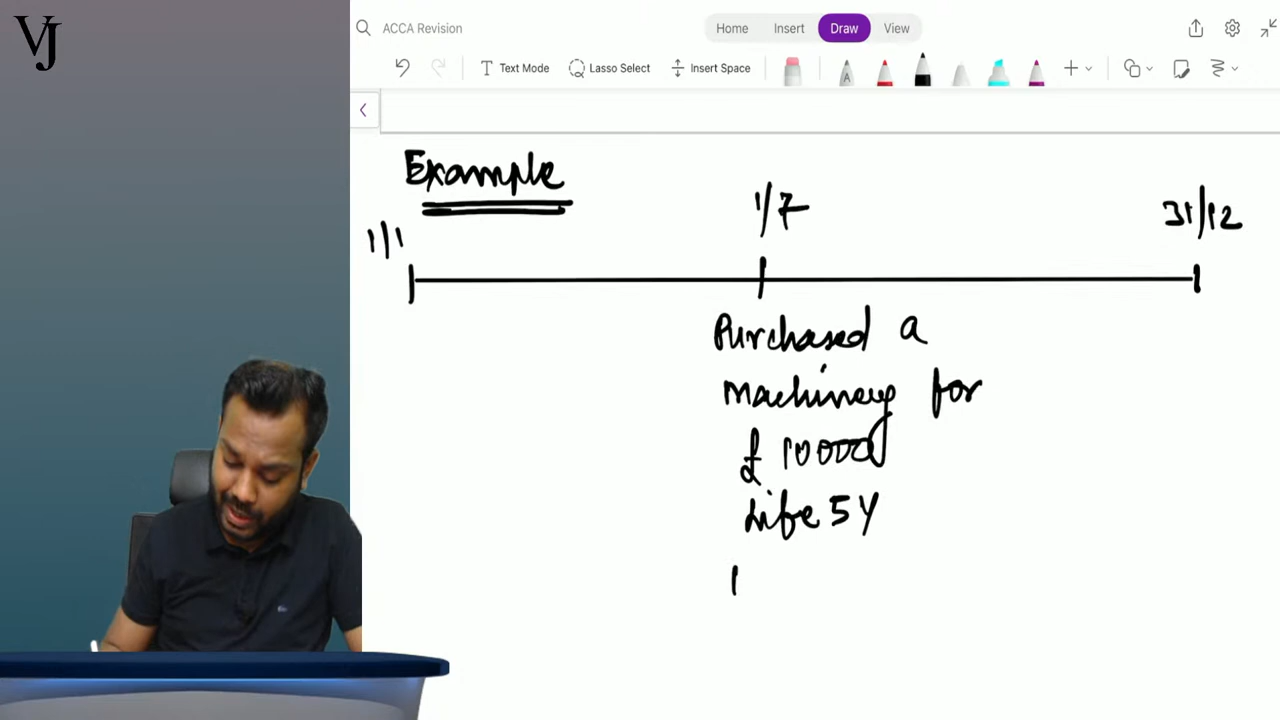 VJ
ACCA Revision
Home Insert Draw View
Text Mode Lasso Select Insert Space
Example
1/1 1/7 31/12
Purchased a
Machinery for
£ 10000
Life 5Y